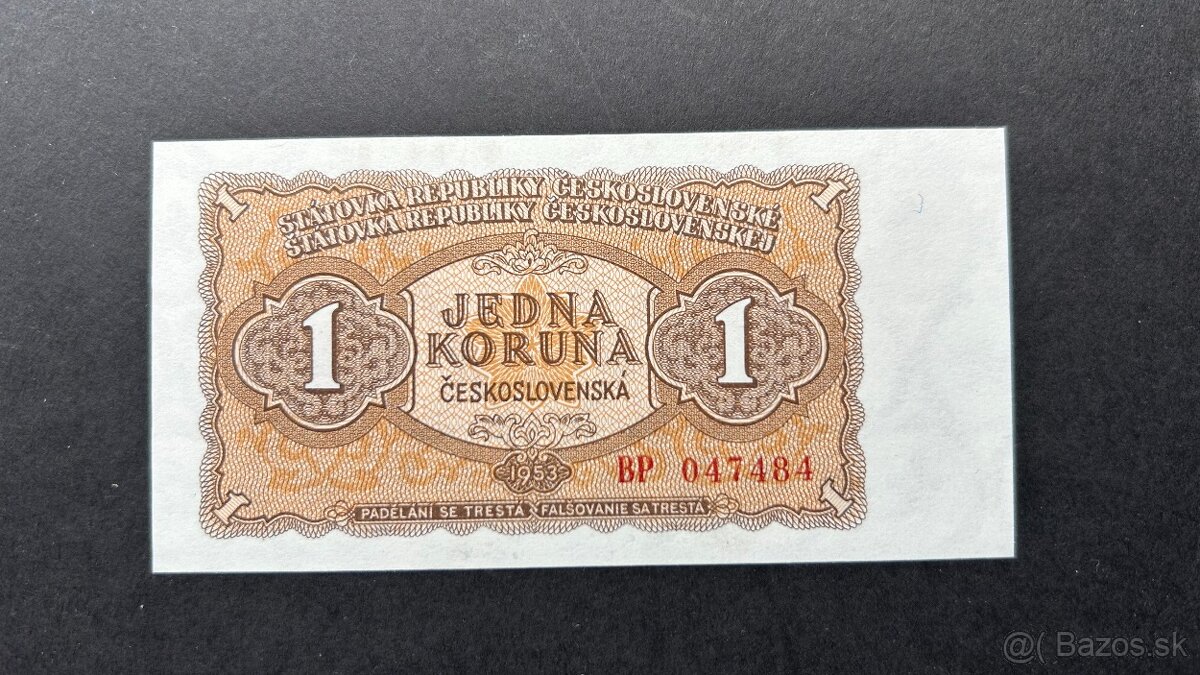 1 1
STÁTOVKA REPUBLIKY ČESKOSLOVENSKÉ
ŠTÁTOVKA REPUBLIKY ČESKOSLOVENSKEJ
1 JEDNA 1
KORUNA
ČESKOSLOVENSKÁ
1953
BP 047484
1 1
PADĚLÁNÍ SE TRESTÁ FALŠOVANIE SA TRESTÁ
@( Bazos.sk